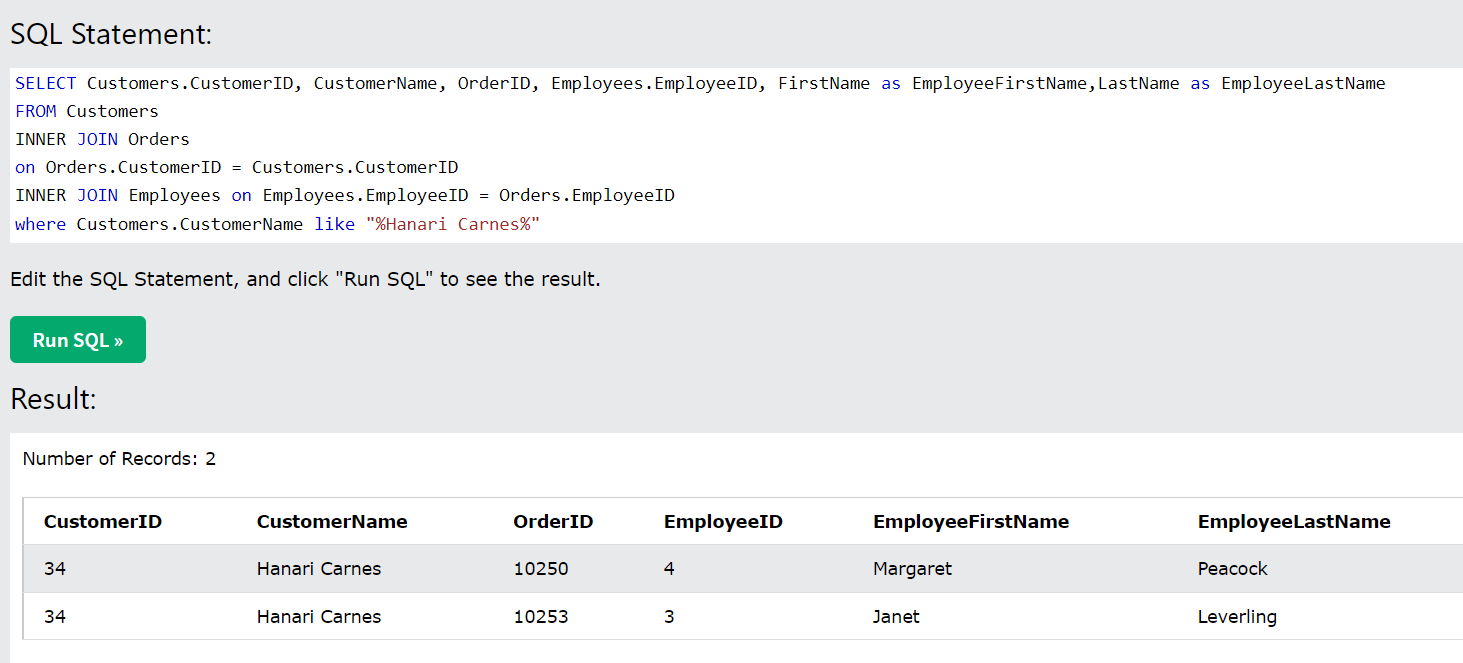 SQL Statement:
SELECT Customers.CustomerID, CustomerName, OrderID, Employees.EmployeeID, FirstName as EmployeeFirstName,LastName as EmployeeLastName
FROM Customers
INNER JOIN Orders
on Orders.CustomerID = Customers.CustomerID
INNER JOIN Employees on Employees.EmployeeID = Orders.EmployeeID
where Customers.CustomerName like "%Hanari Carnes%"
Edit the SQL Statement, and click "Run SQL" to see the result.
Run SQL »
Result:
Number of Records: 2
CustomerID CustomerName OrderID EmployeeID EmployeeFirstName EmployeeLastName
34 Hanari Carnes 10250 4 Margaret Peacock
34 Hanari Carnes 10253 3 Janet Leverling